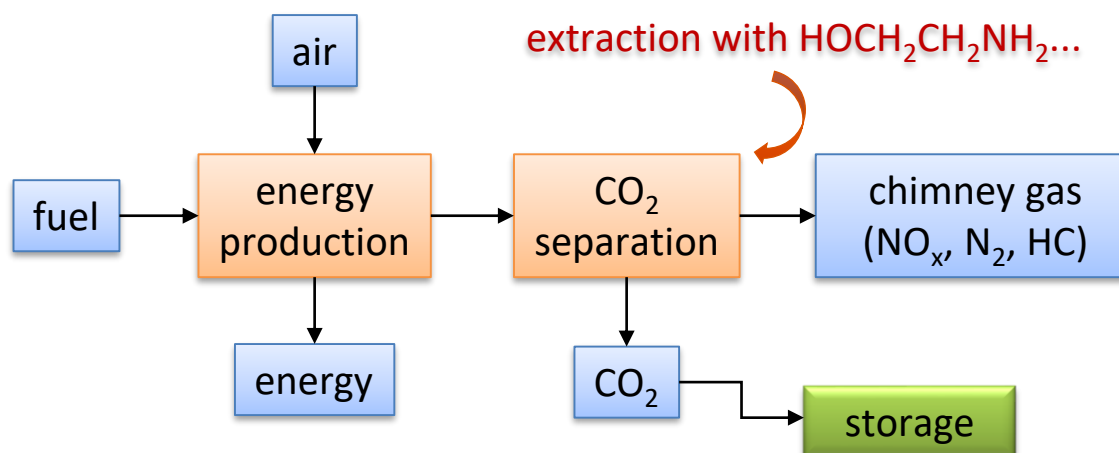 air
extraction with HOCH₂CH₂NH₂...
fuel
energy
production
CO₂
separation
chimney gas
(NOₓ, N₂, HC)
energy
CO₂
storage